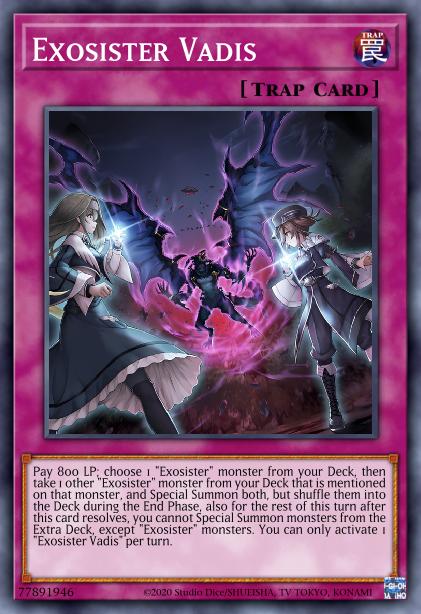 EXOSISTER VADIS
TRAP
罠
[TRAP CARD]
Pay 800 LP; choose 1 "Exosister" monster from your Deck, then
take 1 other "Exosister" monster from your Deck that is mentioned
on that monster, and Special Summon both, but shuffle them into
the Deck during the End Phase, also for the rest of this turn after
this card resolves, you cannot Special Summon monsters from the
Extra Deck, except "Exosister" monsters. You can only activate 1
"Exosister Vadis" per turn.
77891946
©2020 Studio Dice/SHUEISHA, TV TOKYO, KONAMI